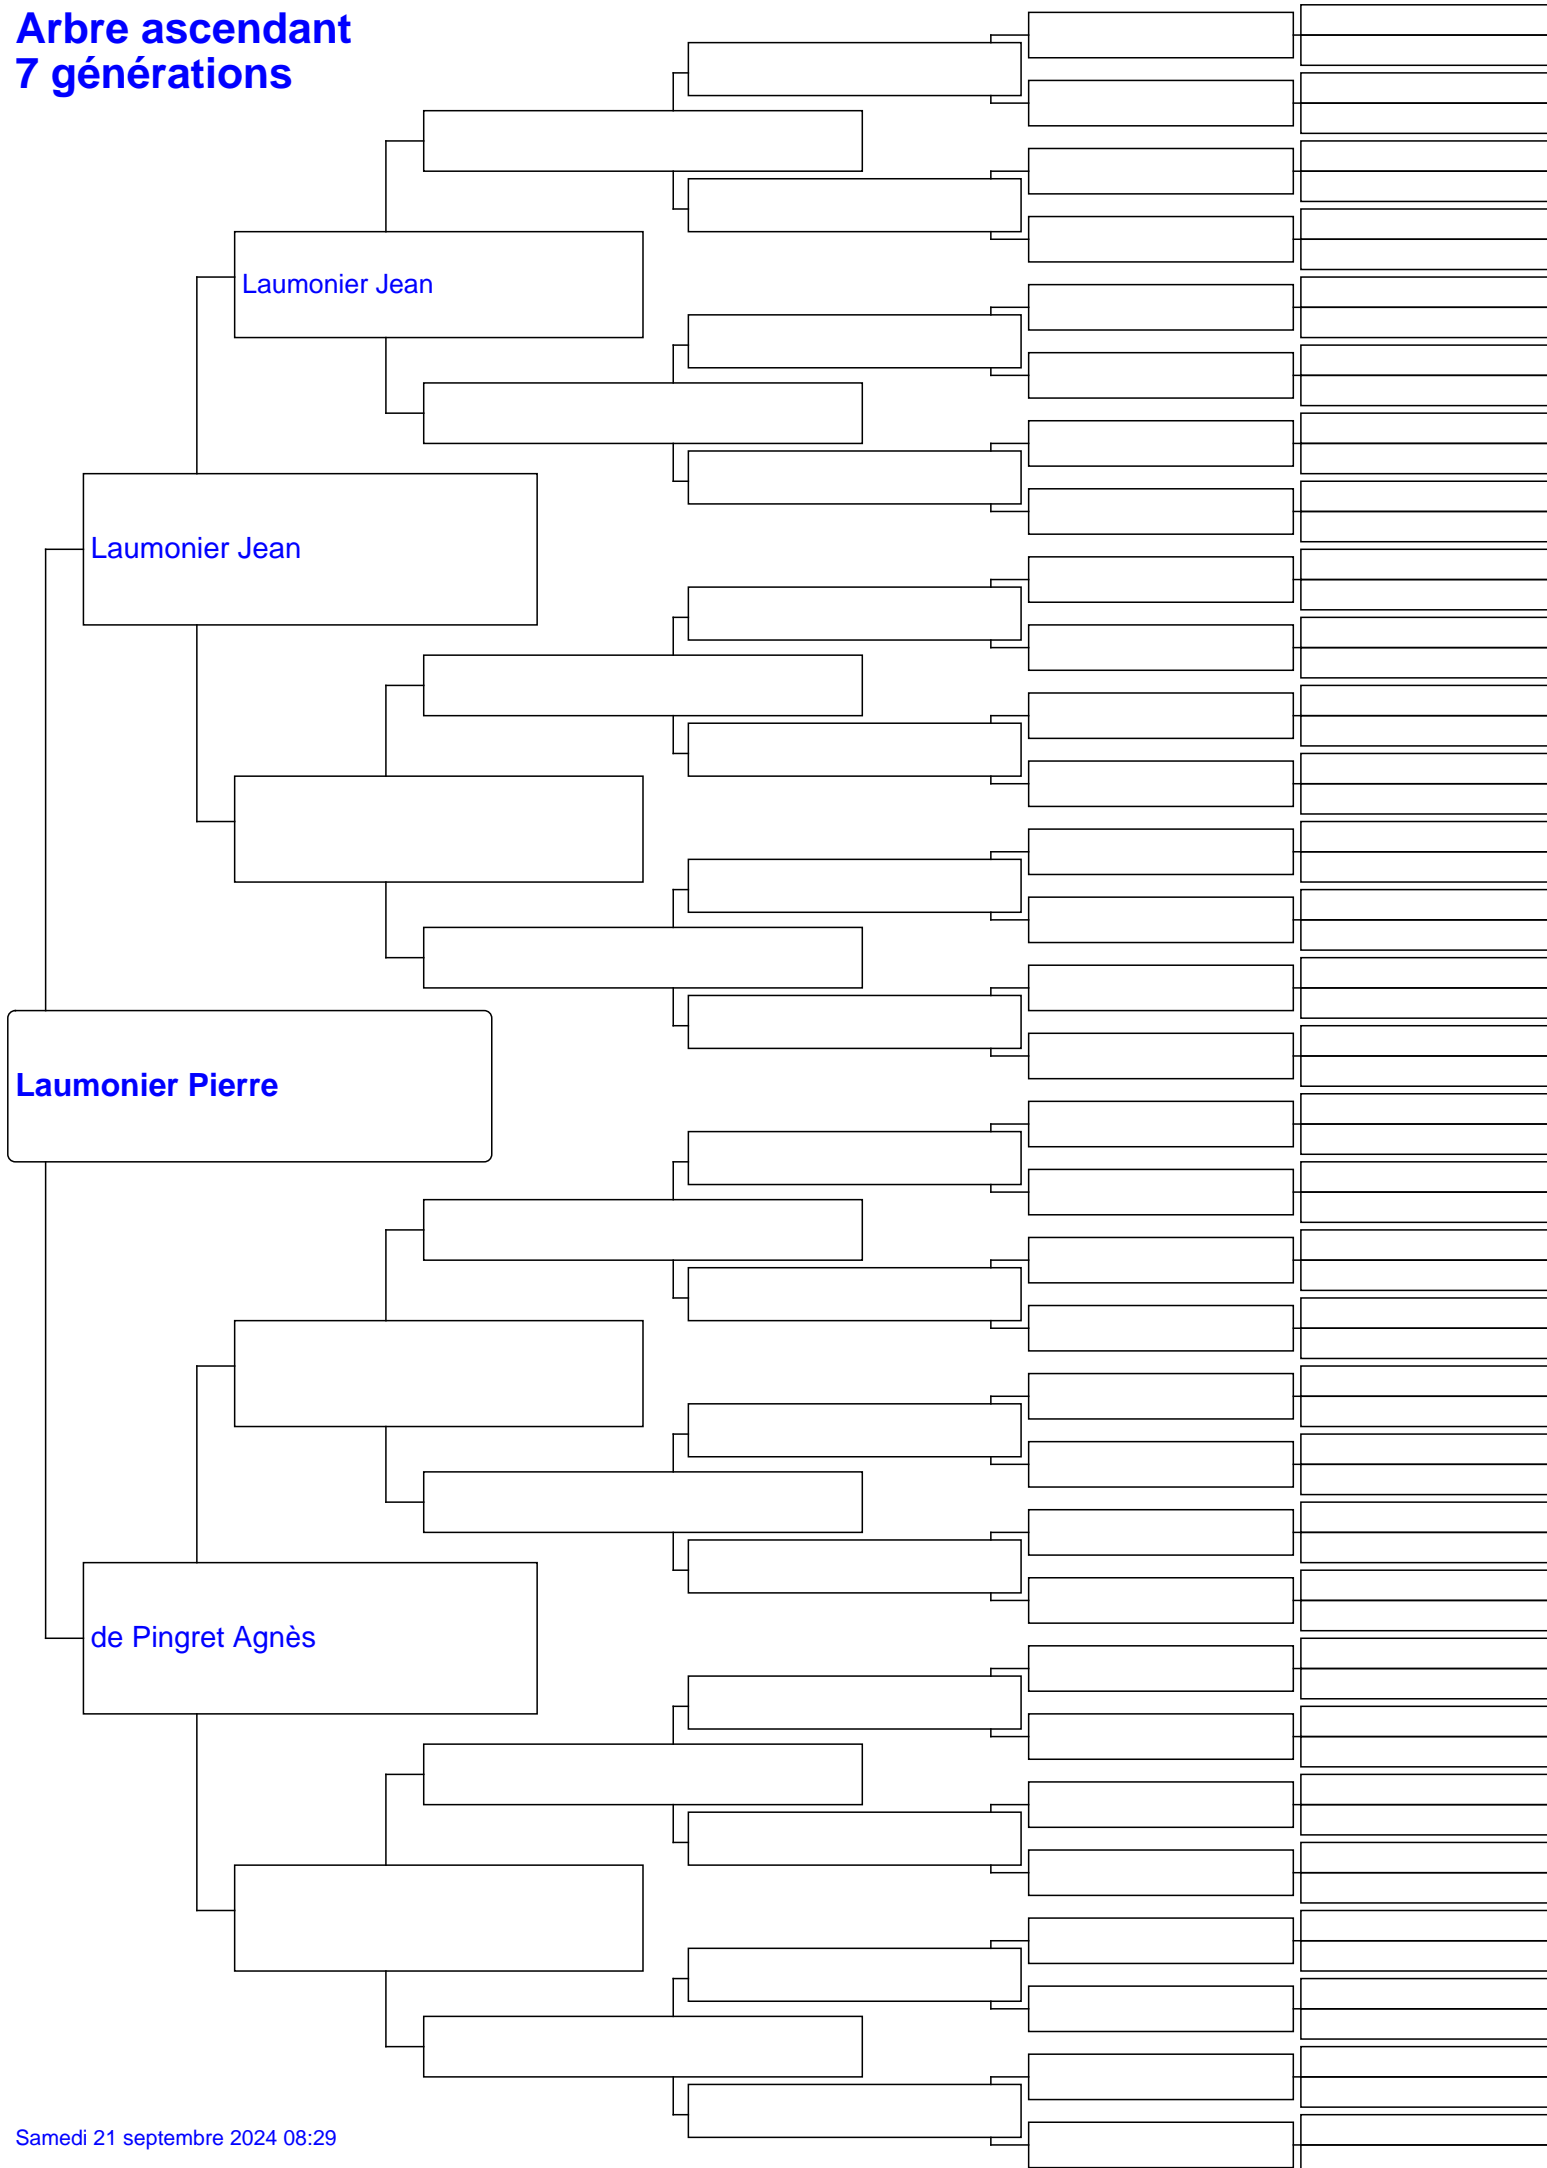 Arbre ascendant
7 générations
Laumonier Jean
Laumonier Jean
Laumonier Pierre
de Pingret Agnès
Samedi 21 septembre 2024 08:29